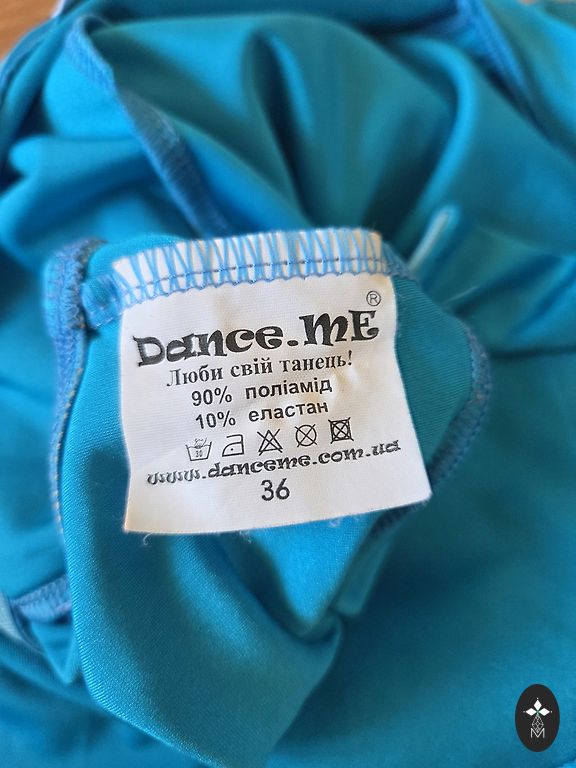 Dance.ME®
Люби свій танець!
90% поліамід
10% еластан
30
www.danceme.com.ua
36
M